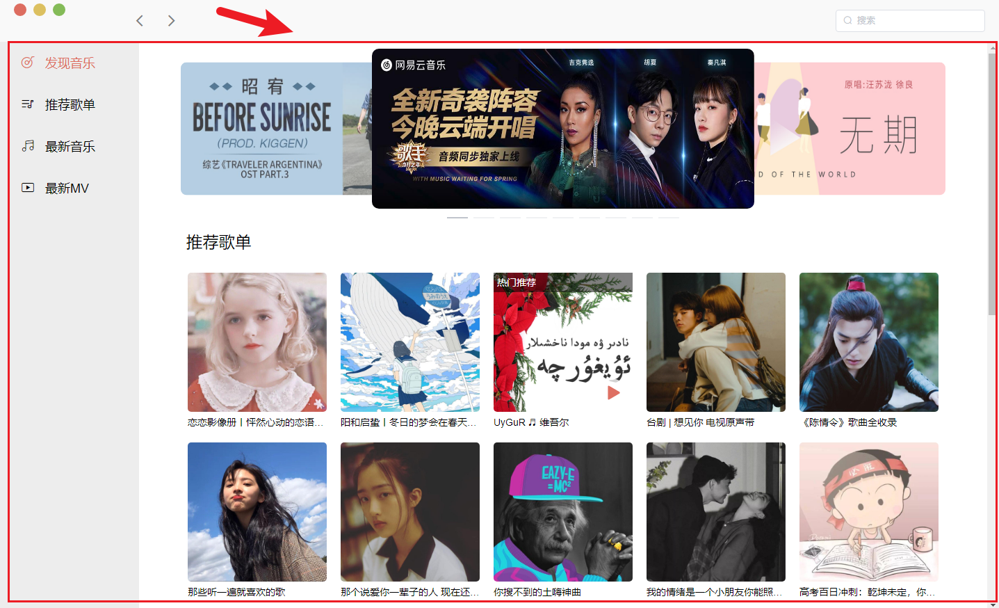 搜索
发现音乐
推荐歌单
最新音乐
最新MV
昭宥
BEFORE SUNRISE
(PROD. KIGGEN)
综艺《TRAVELER ARGENTINA》
OST PART.3
网易云音乐
吉克隽逸
胡夏
秦凡淇
全新奇袭阵容
今晚云端开唱
歌手
当打之年
SINGER
音频同步独家上线
WITH MUSIC WAITING FOR SPRING
原唱:汪苏泷 徐良
无期
D OF THE WORLD
推荐歌单
うみのうえ
热门推荐
نادىر ۋە مودا ناخشىلار
ئۇيغۇرچە
恋恋影像册丨怦然心动的恋语...
阳和启蛰丨冬日的梦会在春天...
UyGuR ♬ 维吾尔
台剧 | 想见你 电视原声带
《陈情令》歌曲全收录
EAZY-E
=MC²
必胜
那些听一遍就喜欢的歌
那个说爱你一辈子的人 现在还...
你搜不到的土嗨神曲
我的情绪是一个小朋友你能照...
高考百日冲刺：乾坤未定，你...